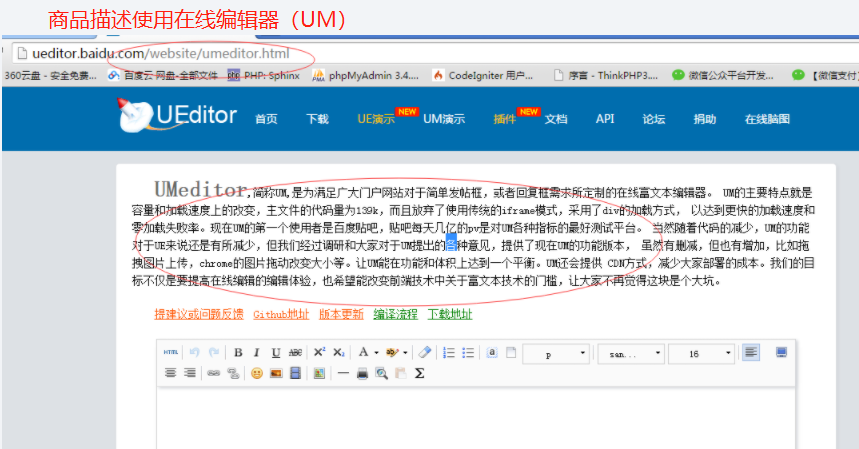 商品描述使用在线编辑器（UM）
ueditor.baidu.com/website/umeditor.html
360云盘 - 安全免费... 百度云 网盘-全部文件 PHP: Sphinx phpMyAdmin 3.4.... CodeIgniter 用户... 序言 - ThinkPHP3.... 微信公众平台开发... 【微信支付】
UEditor 首页 下载 UE演示 NEW UM演示 插件 NEW 文档 API 论坛 捐助 在线脑图
UMeditor,简称UM,是为满足广大门户网站对于简单发帖框，或者回复框需求所定制的在线富文本编辑器。 UM的主要特点就是
容量和加载速度上的改变，主文件的代码量为139k，而且放弃了使用传统的iframe模式，采用了div的加载方式， 以达到更快的加载速度和
零加载失败率。现在UM的第一个使用者是百度贴吧，贴吧每天几亿的pv是对UM各种指标的最好测试平台。 当然随着代码的减少，UM的功能
对于UE来说还是有所减少，但我们经过调研和大家对于UM提出的各种意见，提供了现在UM的功能版本， 虽然有删减，但也有增加，比如拖
拽图片上传，chrome的图片拖动改变大小等。让UM能在功能和体积上达到一个平衡。UM还会提供 CDN方式，减少大家部署的成本。我们的目
标不仅是要提高在线编辑的编辑体验，也希望能改变前端技术中关于富文本技术的门槛，让大家不再觉得这块是个大坑。
提建议或问题反馈 Github地址 版本更新 编译流程 下载地址
HTML B I U ABC X² X₂ A ab p san... 16
Σ